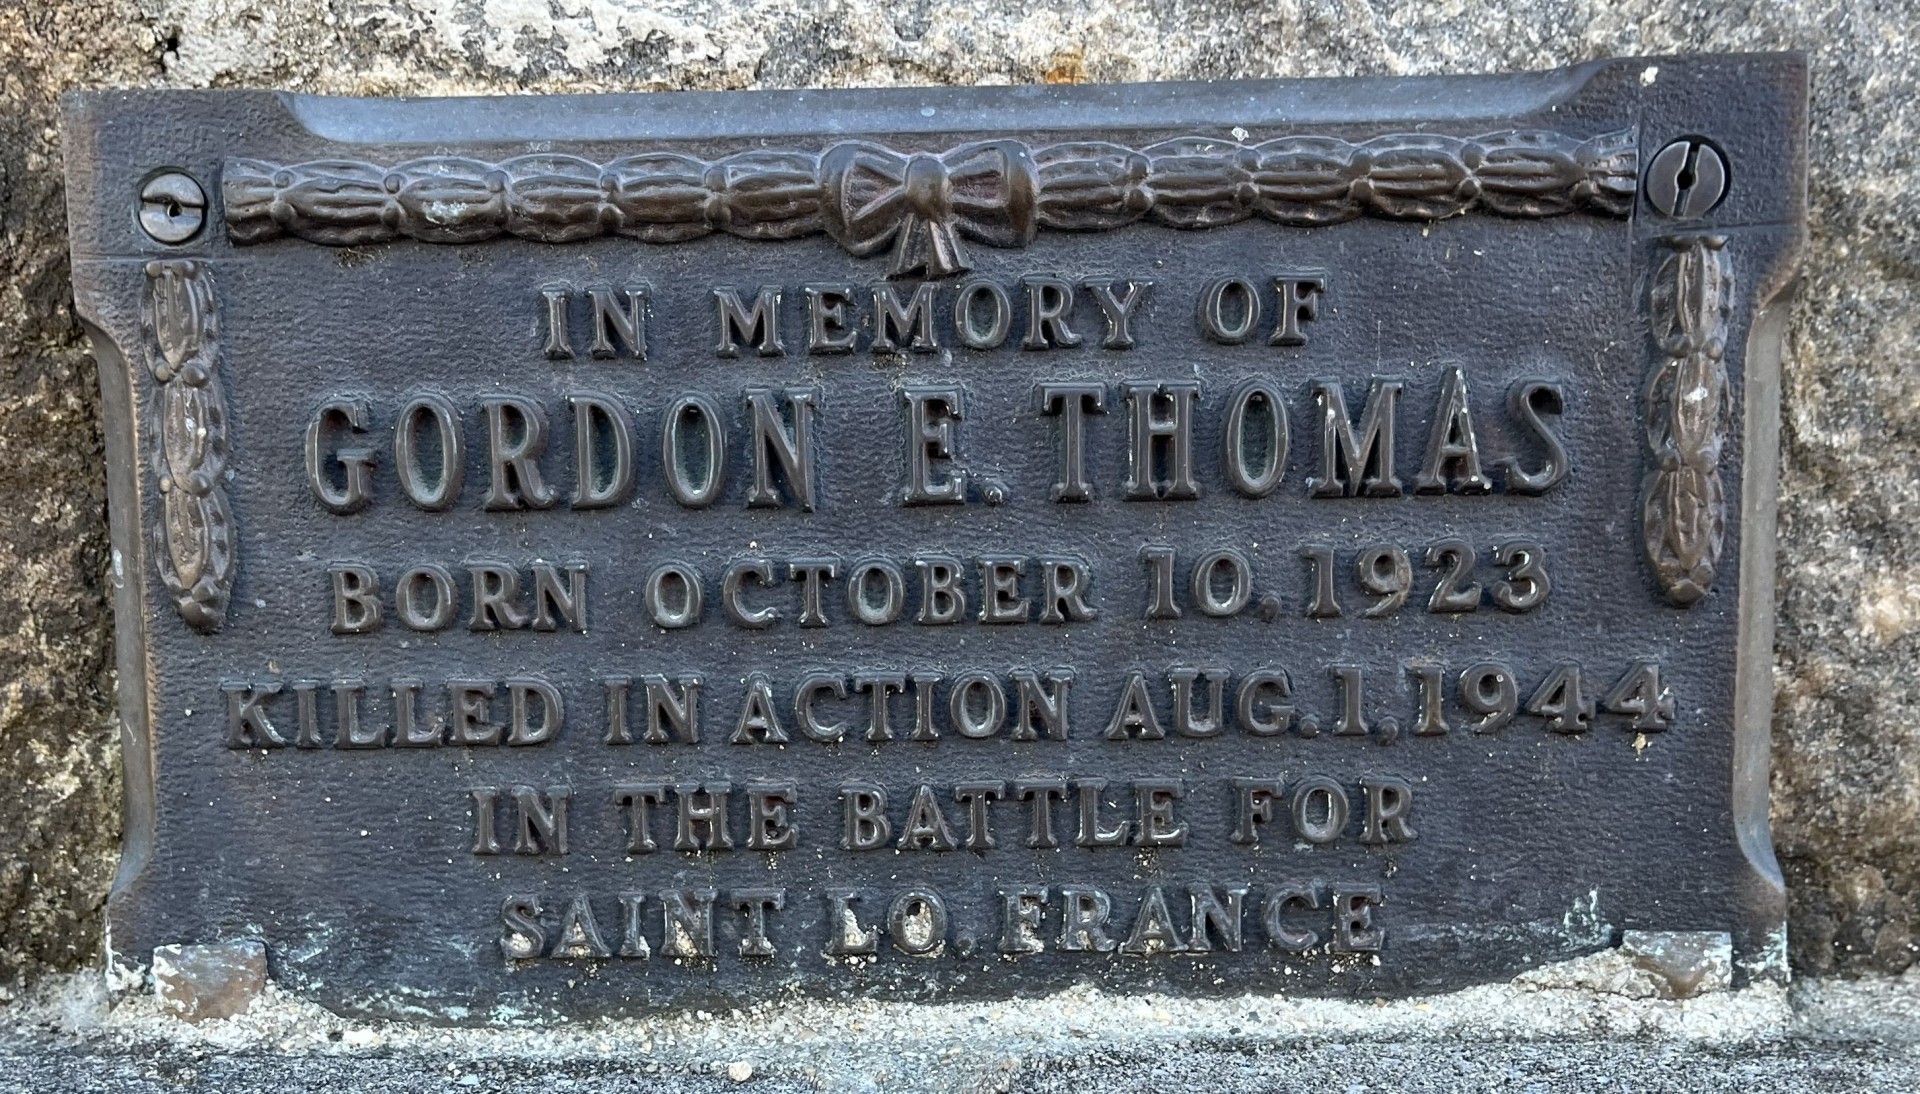 IN MEMORY OF
GORDON E. THOMAS
BORN OCTOBER 10, 1923
KILLED IN ACTION AUG. 1, 1944
IN THE BATTLE FOR
SAINT LO, FRANCE